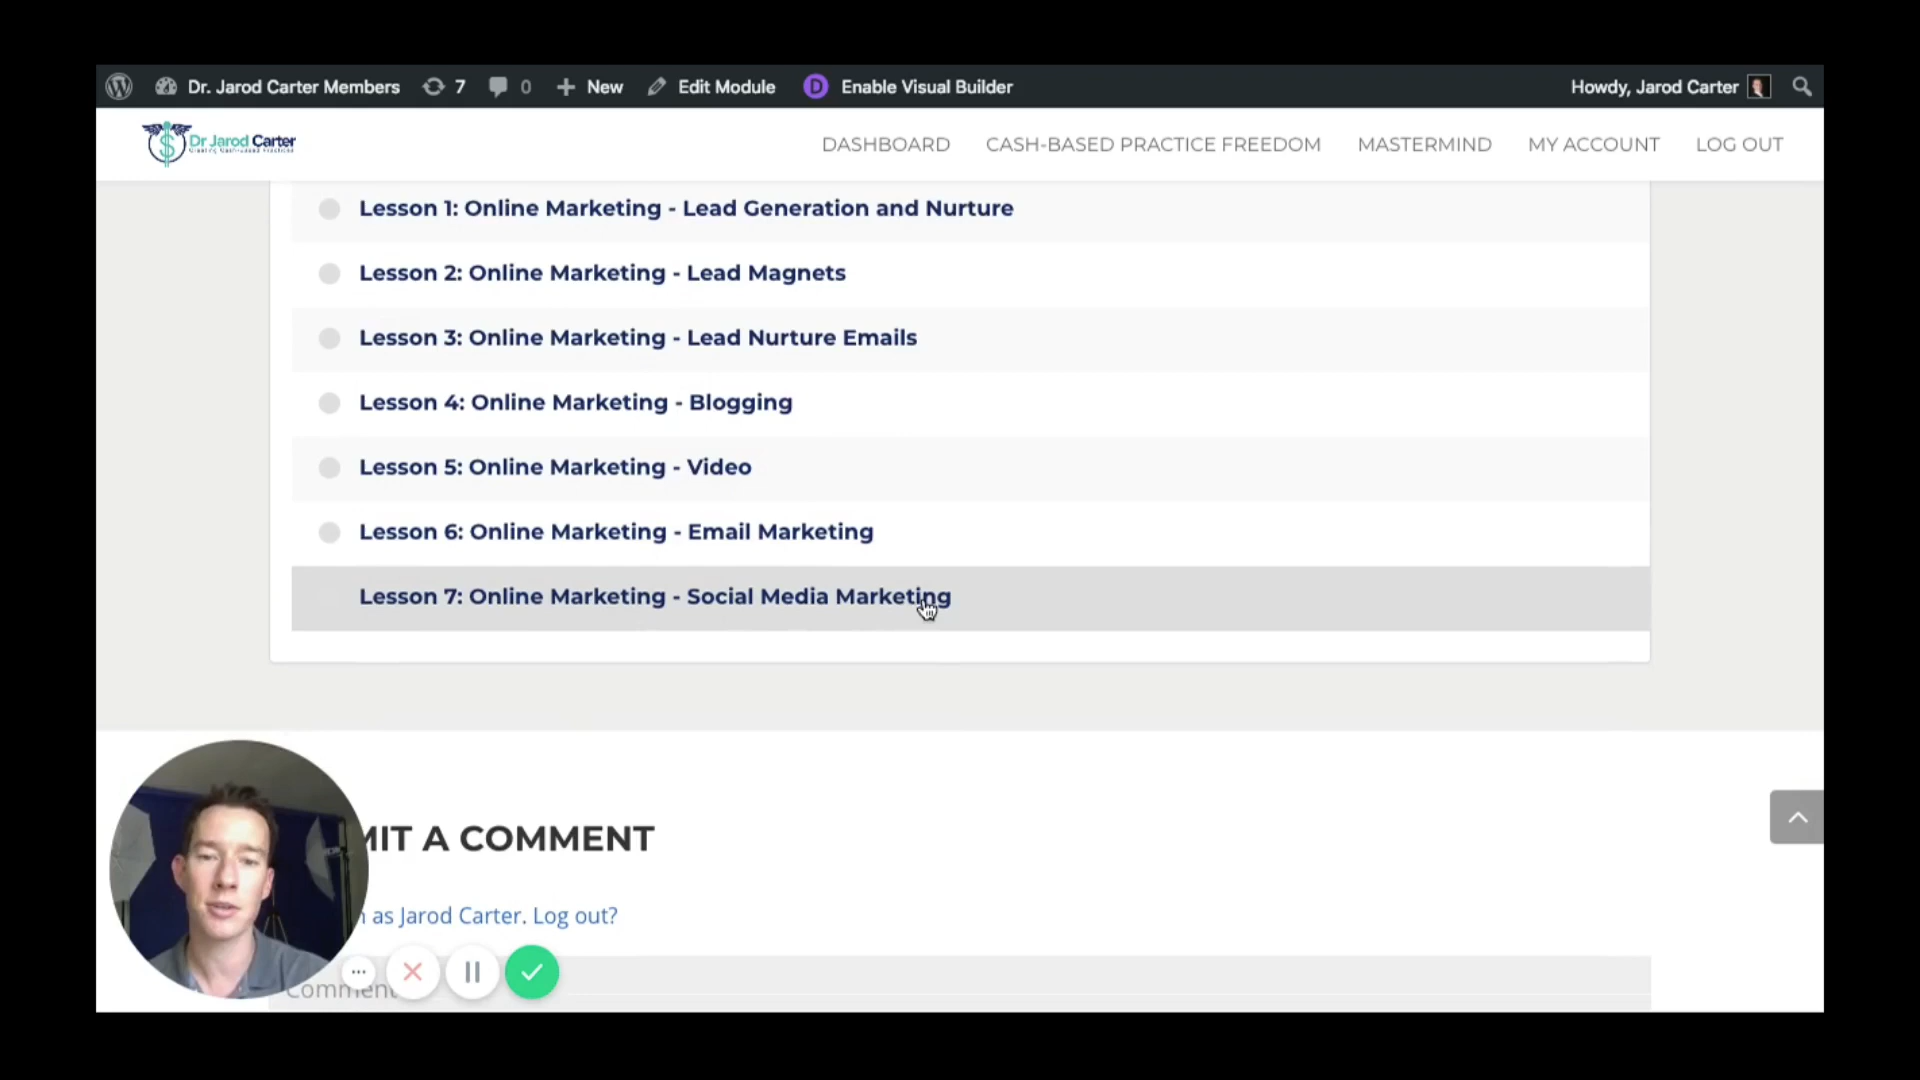 Dr. Jarod Carter Members 7 0 New Edit Module D Enable Visual Builder Howdy, Jarod Carter
Dr Jarod Carter
DASHBOARD CASH-BASED PRACTICE FREEDOM MASTERMIND MY ACCOUNT LOG OUT
Lesson 1: Online Marketing - Lead Generation and Nurture
Lesson 2: Online Marketing - Lead Magnets
Lesson 3: Online Marketing - Lead Nurture Emails
Lesson 4: Online Marketing - Blogging
Lesson 5: Online Marketing - Video
Lesson 6: Online Marketing - Email Marketing
Lesson 7: Online Marketing - Social Media Marketing
MIT A COMMENT
as Jarod Carter. Log out?
Comment